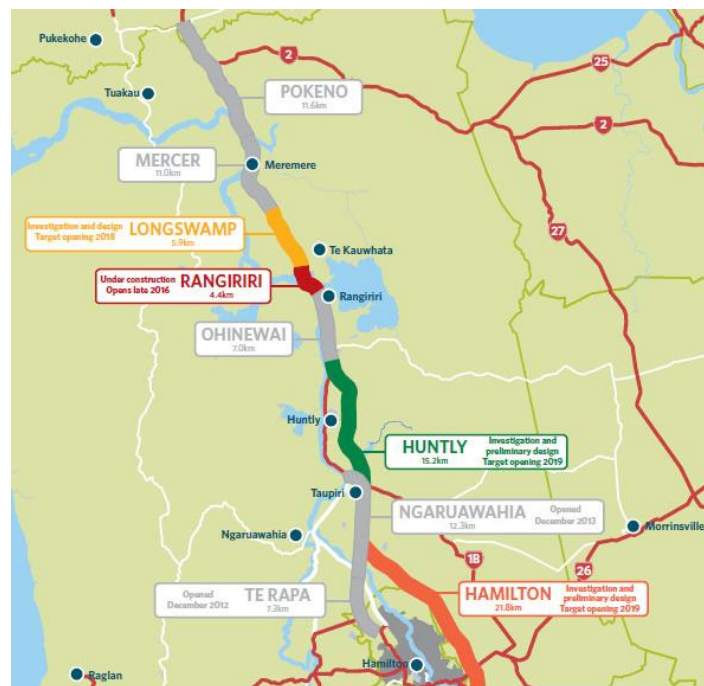 Pukekohe
2
25
Tuakau
POKENO
11.6km
2
MERCER
11.0km
Meremere
Investigation and design
Target opening 2018
LONGSWAMP
5.9km
27
Te Kauwhata
Under construction
Opens late 2016
RANGIRIRI
4.4km
Rangiriri
OHINEWAI
7.0km
Huntly
HUNTLY
15.2km
Investigation and
preliminary design
Target opening 2019
Taupiri
NGARUAWAHIA
12.3km
Opened
December 2013
Ngaruawahia
Morrinsville
1B
26
Opened
December 2012
TE RAPA
7.3km
HAMILTON
21.8km
Investigation and
preliminary design
Target opening 2019
Hamilton
Raglan